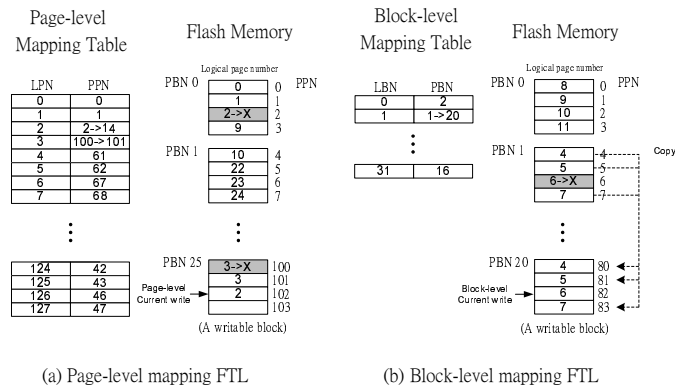 Page-level
Mapping Table
Flash Memory
Logical page number
LPN PPN
0 0
1 1
2 2->14
3 100->101
4 61
5 62
6 67
7 68
124 42
125 43
126 46
127 47
PBN 0 PPN
0 0
1 1
2->X 2
9 3
PBN 1
10 4
22 5
23 6
24 7
PBN 25
3->X 100
3 101
2 102
103
Page-level
Current write
(A writable block)
(a) Page-level mapping FTL
Block-level
Mapping Table
Flash Memory
Logical page number
LBN PBN
0 2
1 1->20
31 16
PBN 0 PPN
8 0
9 1
10 2
11 3
PBN 1
4 4
5 5
6->X 6
7 7
Copy
PBN 20
4 80
5 81
6 82
7 83
Block-level
Current write
(A writable block)
(b) Block-level mapping FTL